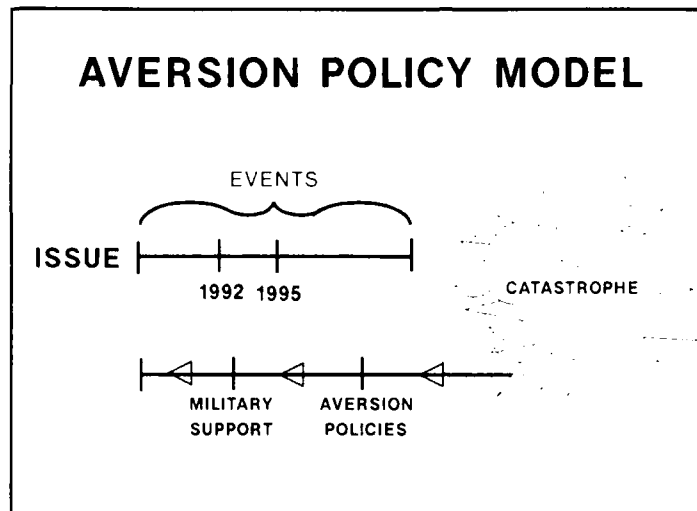 AVERSION POLICY MODEL
EVENTS
ISSUE
1992 1995
CATASTROPHE
MILITARY SUPPORT
AVERSION POLICIES